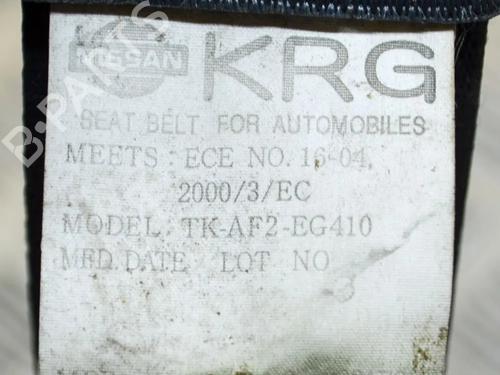 NISSAN KRG
SEAT BELT FOR AUTOMOBILES
MEETS : ECE NO. 16-04,
2000/3/EC
MODEL: TK-AF2-EG410
MFD. DATE LOT NO
3
B-PARTS